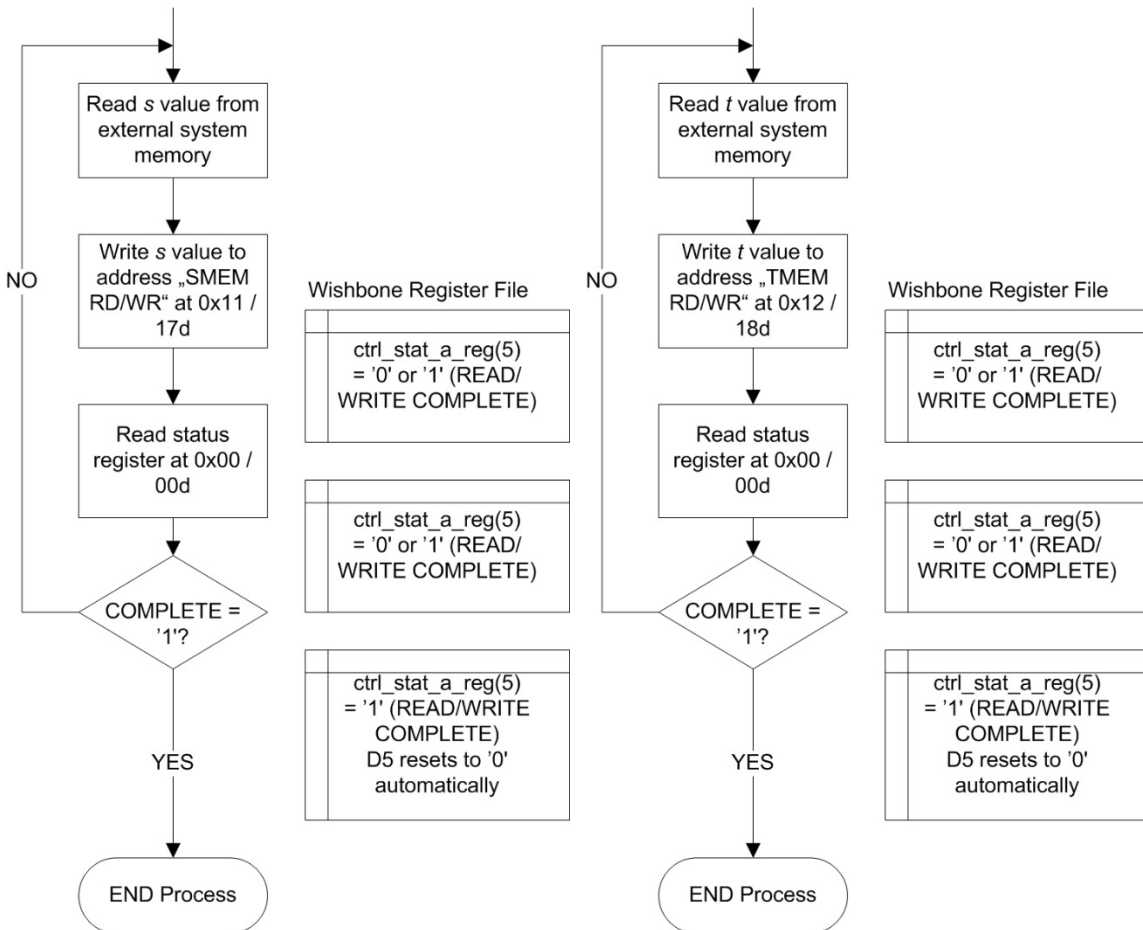 Read s value from
external system
memory
Write s value to
address „SMEM
RD/WR“ at 0x11 /
17d
NO
Read status
register at 0x00 /
00d
COMPLETE =
’1'?
YES
END Process
Wishbone Register File
ctrl_stat_a_reg(5)
= ’0' or ’1' (READ/
WRITE COMPLETE)
ctrl_stat_a_reg(5)
= ’0' or ’1' (READ/
WRITE COMPLETE)
ctrl_stat_a_reg(5)
= ’1' (READ/WRITE
COMPLETE)
D5 resets to ’0'
automatically
Read t value from
external system
memory
Write t value to
address „TMEM
RD/WR“ at 0x12 /
18d
NO
Read status
register at 0x00 /
00d
COMPLETE =
’1'?
YES
END Process
Wishbone Register File
ctrl_stat_a_reg(5)
= ’0' or ’1' (READ/
WRITE COMPLETE)
ctrl_stat_a_reg(5)
= ’0' or ’1' (READ/
WRITE COMPLETE)
ctrl_stat_a_reg(5)
= ’1' (READ/WRITE
COMPLETE)
D5 resets to ’0'
automatically